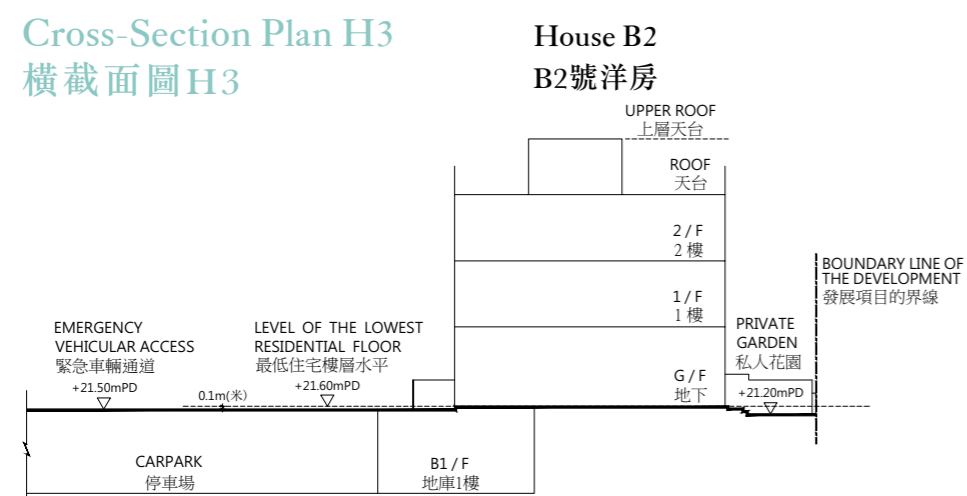 Cross-Section Plan H3
橫截面圖H3
House B2
B2號洋房
UPPER ROOF
上層天台
ROOF
天台
2 / F
2 樓
1 / F
1 樓
G / F
地下
BOUNDARY LINE OF
THE DEVELOPMENT
發展項目的界線
PRIVATE
GARDEN
私人花園
+21.20mPD
EMERGENCY
VEHICULAR ACCESS
緊急車輛通道
+21.50mPD
0.1m(米)
LEVEL OF THE LOWEST
RESIDENTIAL FLOOR
最低住宅樓層水平
+21.60mPD
CARPARK
停車場
B1 / F
地庫1樓